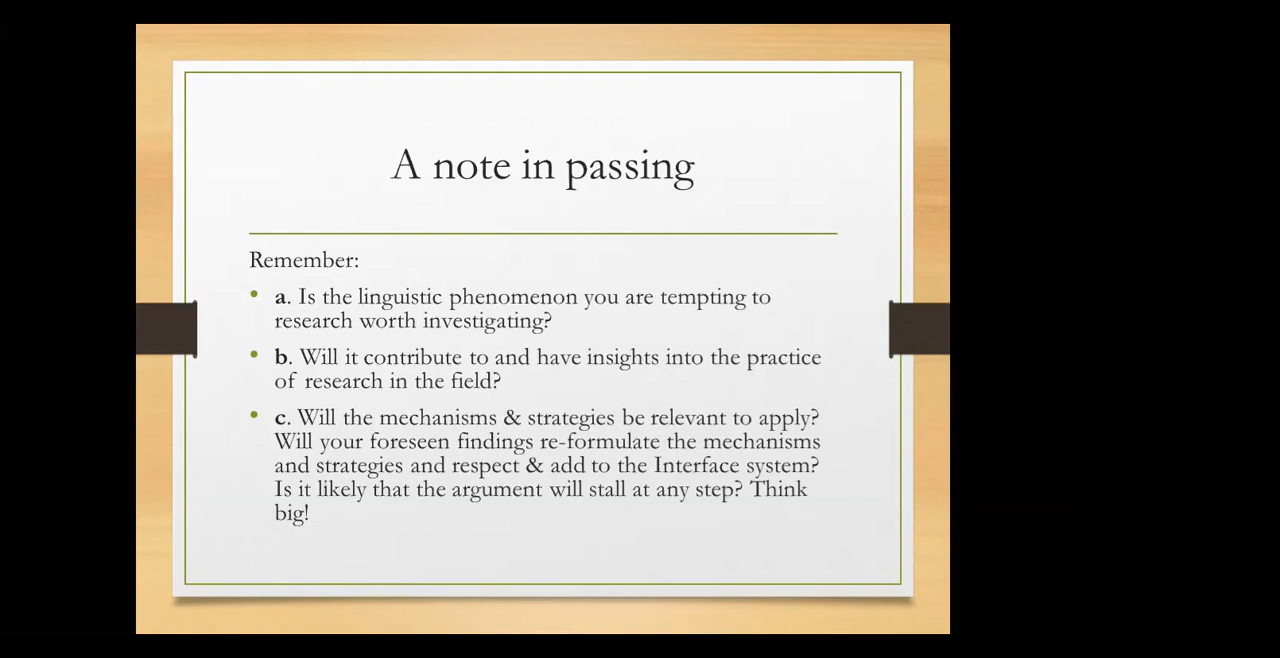 A note in passing
Remember:
• a. Is the linguistic phenomenon you are tempting to
research worth investigating?
• b. Will it contribute to and have insights into the practice
of research in the field?
• c. Will the mechanisms & strategies be relevant to apply?
Will your foreseen findings re-formulate the mechanisms
and strategies and respect & add to the Interface system?
Is it likely that the argument will stall at any step? Think
big!